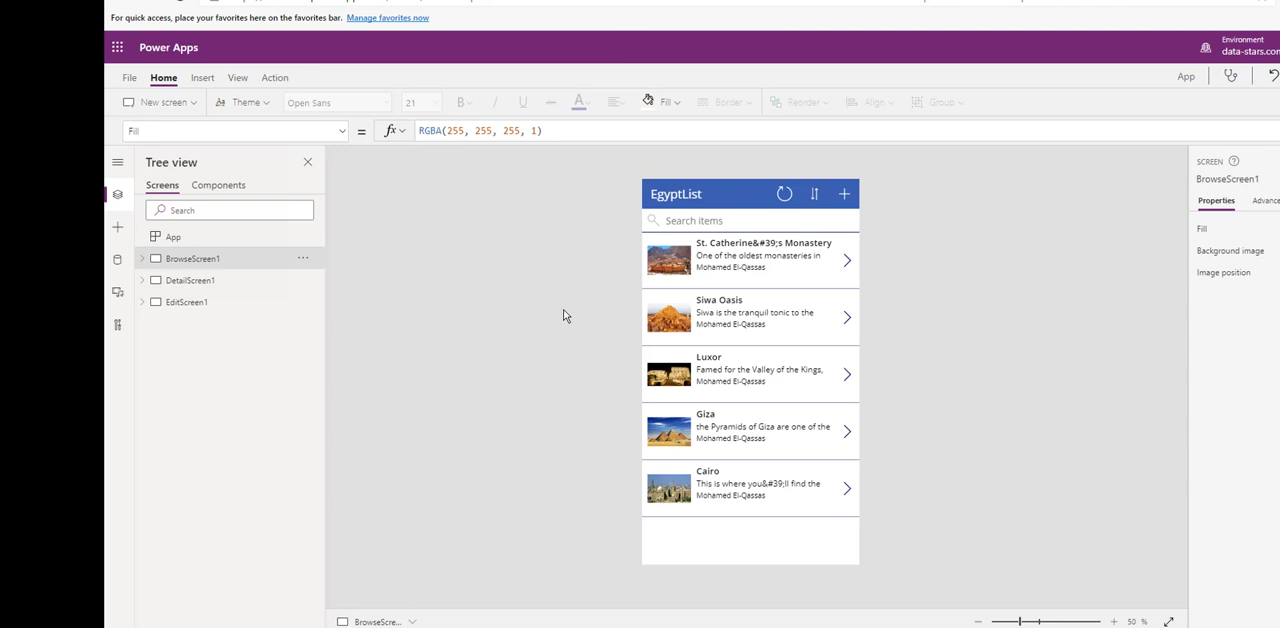 For quick access, place your favorites here on the favorites bar. Manage favorites now
Power Apps
Environment
data-stars.com
File Home Insert View Action
App
New screen Theme Open Sans 21 B I U abc A Fill Border Reorder Align Group
Fill = fx RGBA(255, 255, 255, 1)
Tree view
Screens Components
Search
App
BrowseScreen1 ...
DetailScreen1
EditScreen1
EgyptList
Search items
St. Catherine&#39;s Monastery
One of the oldest monasteries in
Mohamed El-Qassas
Siwa Oasis
Siwa is the tranquil tonic to the
Mohamed El-Qassas
Luxor
Famed for the Valley of the Kings,
Mohamed El-Qassas
Giza
the Pyramids of Giza are one of the
Mohamed El-Qassas
Cairo
This is where you&#39;ll find the
Mohamed El-Qassas
SCREEN
BrowseScreen1
Properties
Fill
Background image
Image position
BrowseScre...
50 %